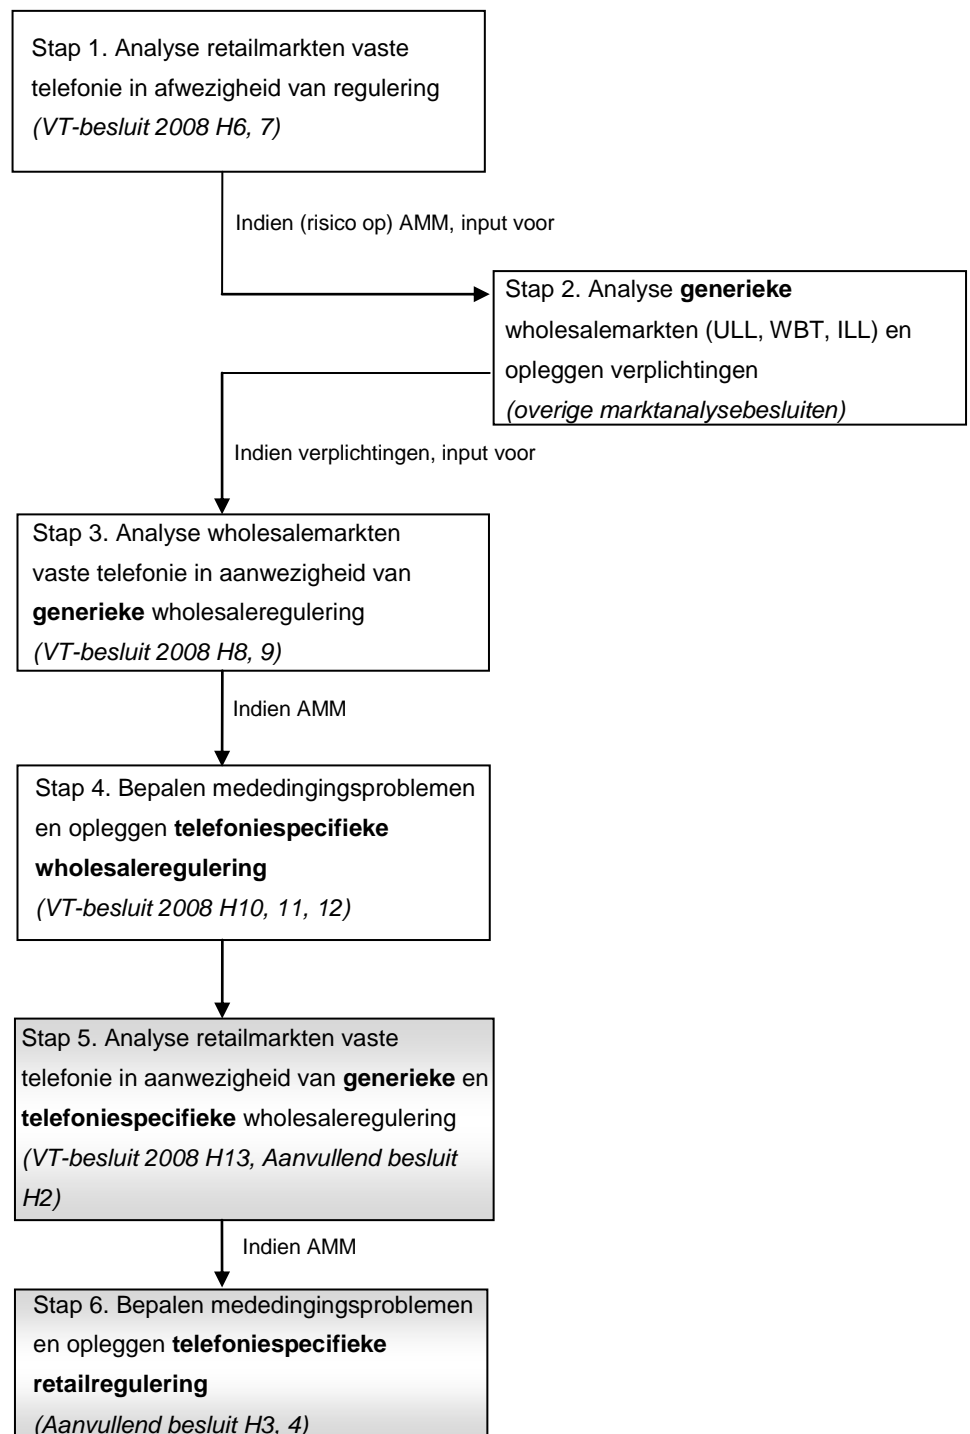 Stap 1. Analyse retailmarkten vaste
telefonie in afwezigheid van regulering
(VT-besluit 2008 H6, 7)
Indien (risico op) AMM, input voor
Stap 2. Analyse generieke
wholesalemarkten (ULL, WBT, ILL) en
opleggen verplichtingen
(overige marktanalysebesluiten)
Indien verplichtingen, input voor
Stap 3. Analyse wholesalemarkten
vaste telefonie in aanwezigheid van
generieke wholesaleregulering
(VT-besluit 2008 H8, 9)
Indien AMM
Stap 4. Bepalen mededingingsproblemen
en opleggen telefoniespecifieke
wholesaleregulering
(VT-besluit 2008 H10, 11, 12)
Stap 5. Analyse retailmarkten vaste
telefonie in aanwezigheid van generieke en
telefoniespecifieke wholesaleregulering
(VT-besluit 2008 H13, Aanvullend besluit
H2)
Indien AMM
Stap 6. Bepalen mededingingsproblemen
en opleggen telefoniespecifieke
retailregulering
(Aanvullend besluit H3, 4)